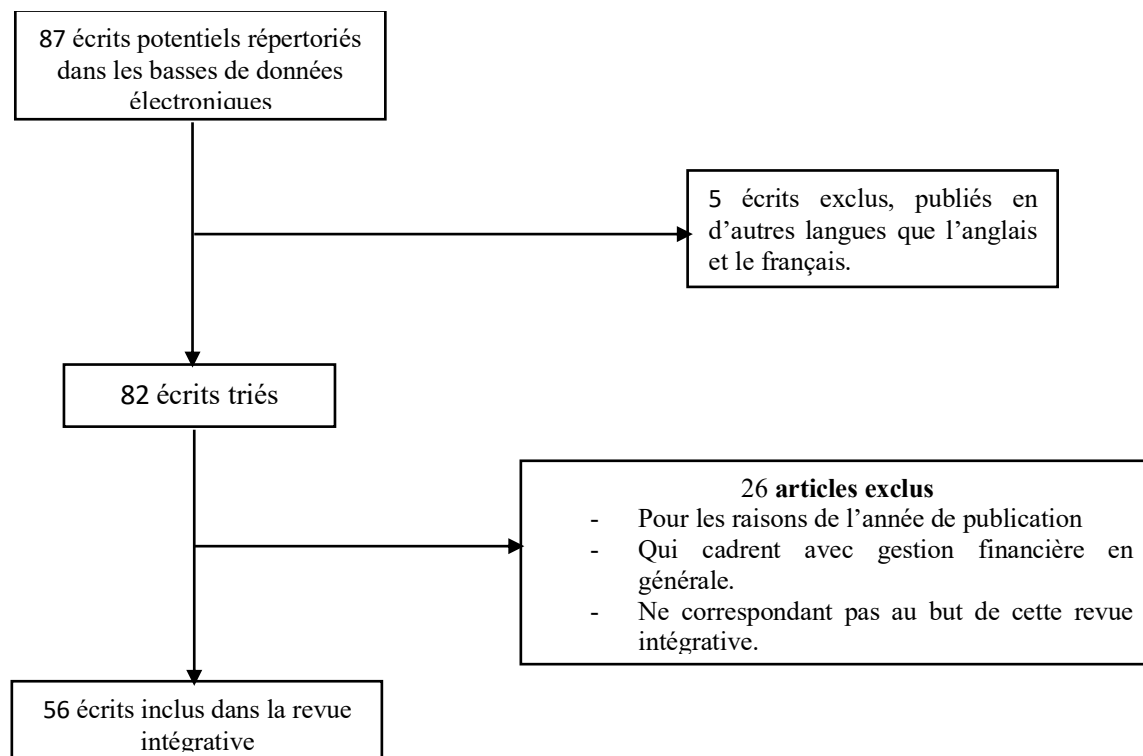 87 écrits potentiels répertoriés
dans les basses de données
électroniques
5 écrits exclus, publiés en
d’autres langues que l’anglais
et le français.
82 écrits triés
26 articles exclus
- Pour les raisons de l’année de publication
- Qui cadrent avec gestion financière en
générale.
- Ne correspondant pas au but de cette revue
intégrative.
56 écrits inclus dans la revue
intégrative